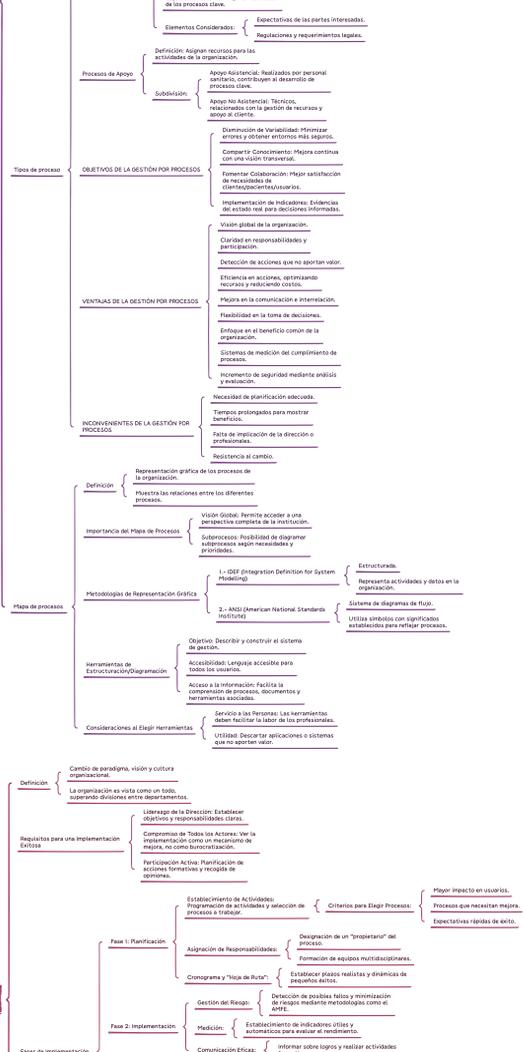 de los procesos clave.
Elementos Considerados:
Expectativas de las partes interesadas.
Regulaciones y requerimientos legales.
Procesos de Apoyo
Definición: Asignan recursos para las
actividades de la organización.
Subdivisión:
Apoyo Asistencial: Realizados por personal
sanitario, contribuyen al desarrollo de
procesos clave.
Apoyo No Asistencial: Técnicos,
relacionados con la gestión de recursos y
apoyo al cliente.
Tipos de proceso
OBJETIVOS DE LA GESTIÓN POR PROCESOS
Disminución de Variabilidad: Minimizar
errores y obtener entornos más seguros.
Compartir Conocimiento: Mejora continua
con una visión transversal.
Fomentar Colaboración: Mejor satisfacción
de necesidades de
clientes/pacientes/usuarios.
Implementación de Indicadores: Evidencias
del estado real para decisiones informadas.
VENTAJAS DE LA GESTIÓN POR PROCESOS
Visión global de la organización.
Claridad en responsabilidades y
participación.
Detección de acciones que no aportan valor.
Eficiencia en acciones, optimizando
recursos y reduciendo costos.
Mejora en la comunicación e interrelación.
Flexibilidad en la toma de decisiones.
Enfoque en el beneficio común de la
organización.
Sistemas de medición del cumplimiento de
procesos.
Incremento de seguridad mediante análisis
y evaluación.
INCONVENIENTES DE LA GESTIÓN POR
PROCESOS
Necesidad de planificación adecuada.
Tiempos prolongados para mostrar
beneficios.
Falta de implicación de la dirección o
profesionales.
Resistencia al cambio.
Mapa de procesos
Definición
Representación gráfica de los procesos de
la organización.
Muestra las relaciones entre los diferentes
procesos.
Importancia del Mapa de Procesos
Visión Global: Permite acceder a una
perspectiva completa de la institución.
Subprocesos: Posibilidad de diagramar
subprocesos según necesidades y
prioridades.
Metodologías de Representación Gráfica
1.- IDEF (Integration Definition for System
Modelling)
Estructurada.
Representa actividades y datos en la
organización.
2.- ANSI (American National Standards
Institute)
Sistema de diagramas de flujo.
Utiliza símbolos con significados
establecidos para reflejar procesos.
Herramientas de
Estructuración/Diagramación
Objetivo: Describir y construir el sistema
de gestión.
Accesibilidad: Lenguaje accesible para
todos los usuarios.
Acceso a la Información: Facilita la
comprensión de procesos, documentos y
herramientas asociadas.
Consideraciones al Elegir Herramientas
Servicio a las Personas: Las herramientas
deben facilitar la labor de los profesionales.
Utilidad: Descartar aplicaciones o sistemas
que no aporten valor.
Definición
Cambio de paradigma, visión y cultura
organizacional.
La organización es vista como un todo,
superando divisiones entre departamentos.
Requisitos para una Implementación
Exitosa
Liderazgo de la Dirección: Establecer
objetivos y responsabilidades claras.
Compromiso de Todos los Actores: Ver la
implementación como un mecanismo de
mejora, no como burocratización.
Participación Activa: Planificación de
acciones formativas y recogida de
opiniones.
Fase 1: Planificación
Establecimiento de Actividades:
Programación de actividades y selección de
procesos a trabajar.
Criterios para Elegir Procesos:
Mayor impacto en usuarios.
Procesos que necesitan mejora.
Expectativas rápidas de éxito.
Asignación de Responsabilidades:
Designación de un "propietario" del
proceso.
Formación de equipos multidisciplinares.
Cronograma y "Hoja de Ruta":
Establecer plazos realistas y dinámicas de
pequeños éxitos.
Fase 2: Implementación
Gestión del Riesgo:
Detección de posibles fallos y minimización
de riesgos mediante metodologías como el
AMFE.
Medición:
Establecimiento de indicadores útiles y
automáticos para evaluar el rendimiento.
Comunicación Eficaz:
Informar sobre logros y realizar actividades
Fases de Implementación